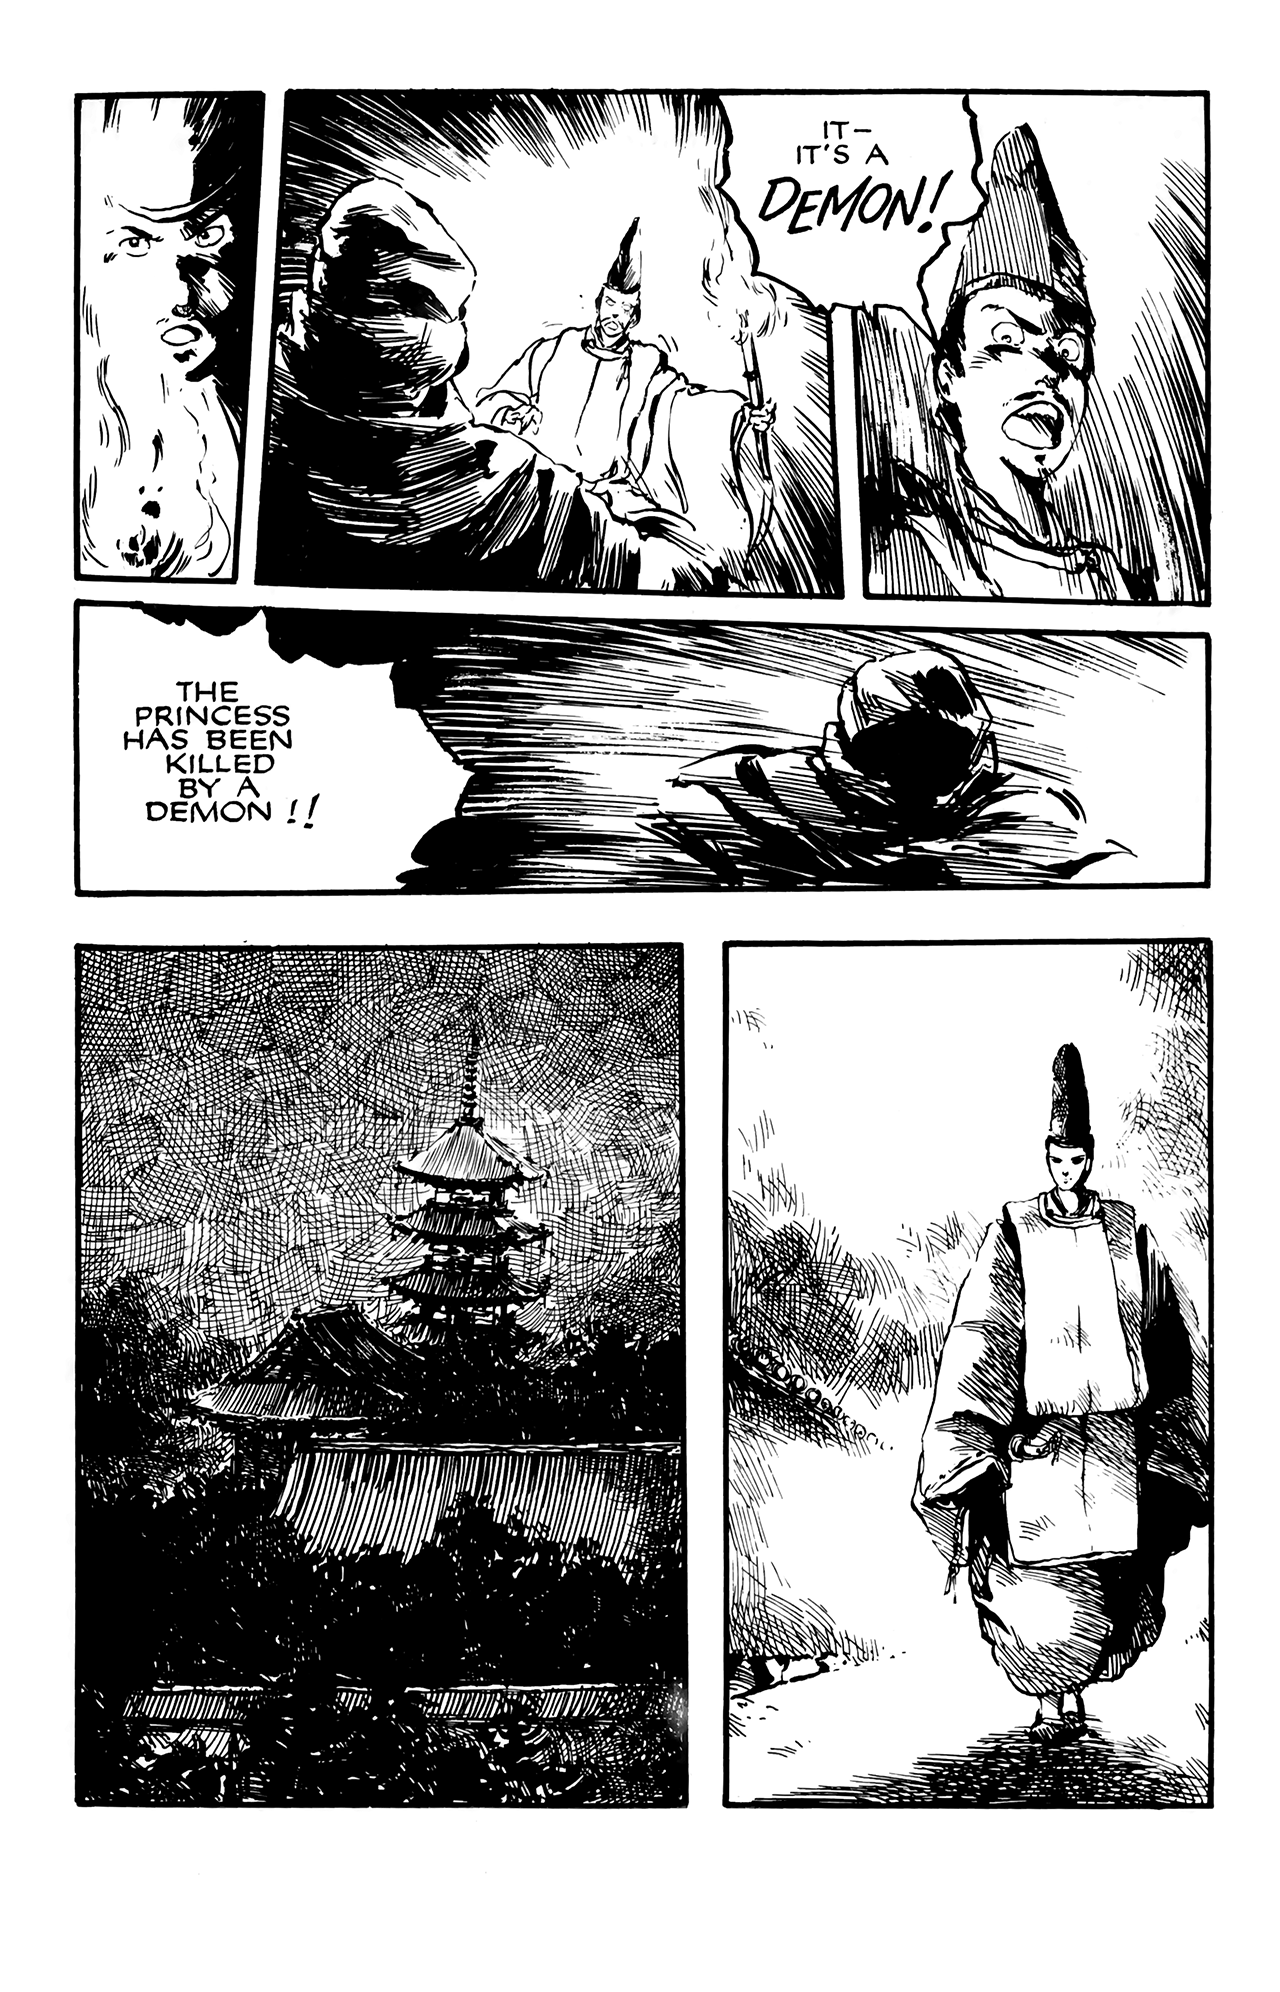 IT—
IT'S A
DEMON!
THE
PRINCESS
HAS BEEN
KILLED
BY A
DEMON!!